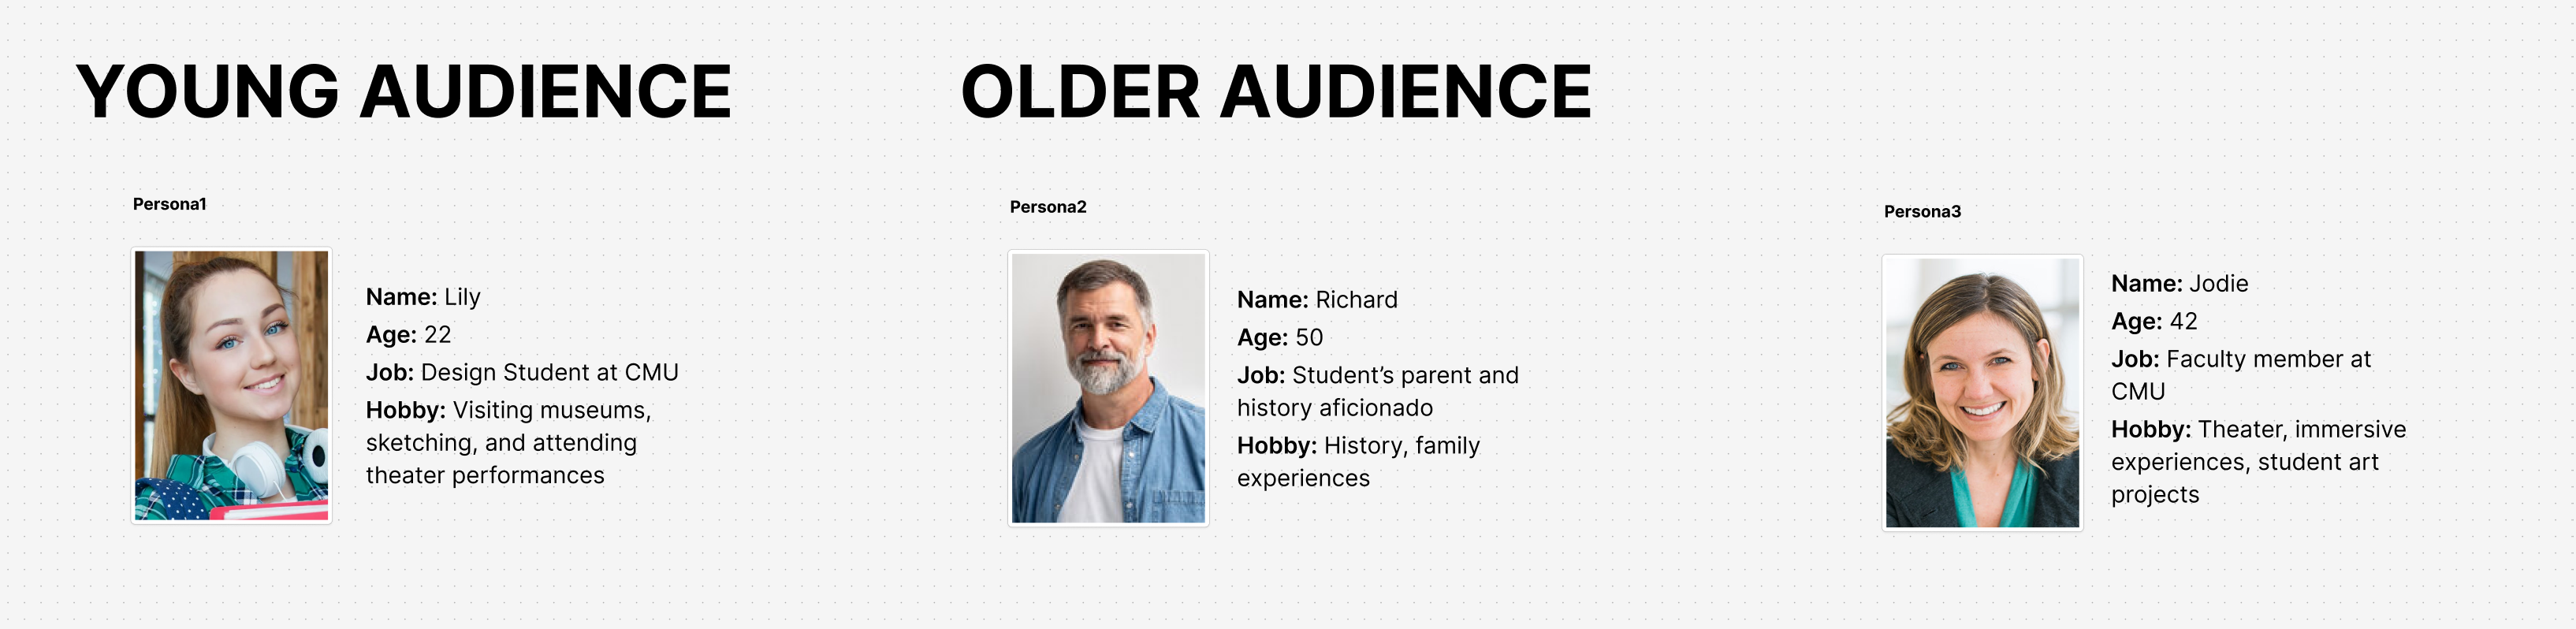 YOUNG AUDIENCE
OLDER AUDIENCE
Persona1
Name: Lily
Age: 22
Job: Design Student at CMU
Hobby: Visiting museums,
sketching, and attending
theater performances
Persona2
Name: Richard
Age: 50
Job: Student’s parent and
history aficionado
Hobby: History, family
experiences
Persona3
Name: Jodie
Age: 42
Job: Faculty member at
CMU
Hobby: Theater, immersive
experiences, student art
projects